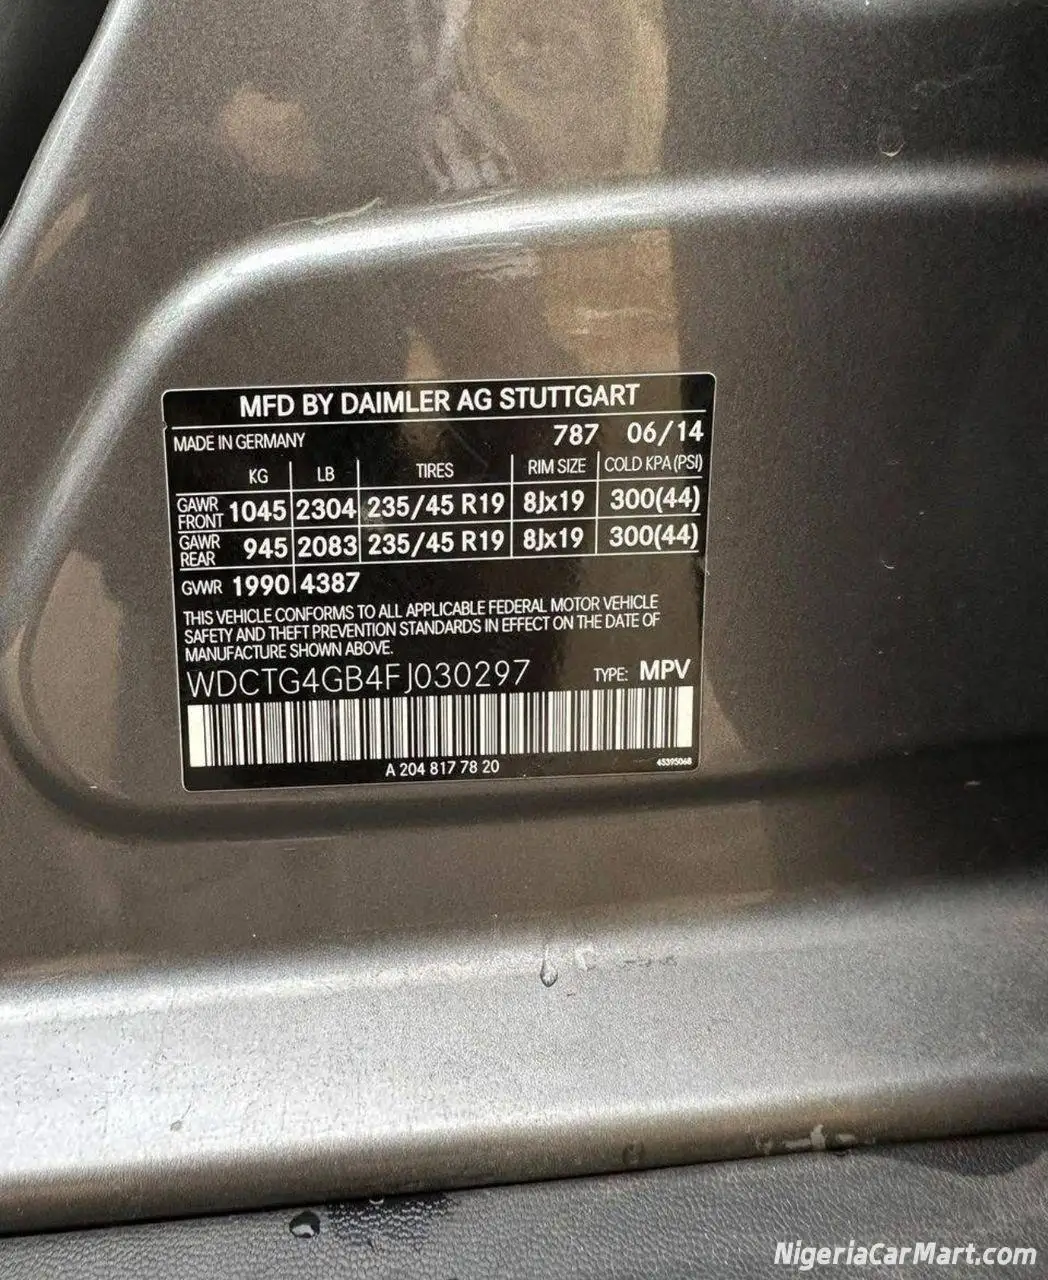 MFD BY DAIMLER AG STUTTGART
MADE IN GERMANY 787 06/14
KG LB TIRES RIM SIZE COLD KPA (PSI)
GAWR FRONT 1045 2304 235/45 R19 8Jx19 300(44)
GAWR REAR 945 2083 235/45 R19 8Jx19 300(44)
GVWR 1990 4387
THIS VEHICLE CONFORMS TO ALL APPLICABLE FEDERAL MOTOR VEHICLE
SAFETY AND THEFT PREVENTION STANDARDS IN EFFECT ON THE DATE OF
MANUFACTURE SHOWN ABOVE.
WDCTG4GB4FJ030297 TYPE: MPV
A 204 817 78 20 45395068
NigeriaCarMart.com